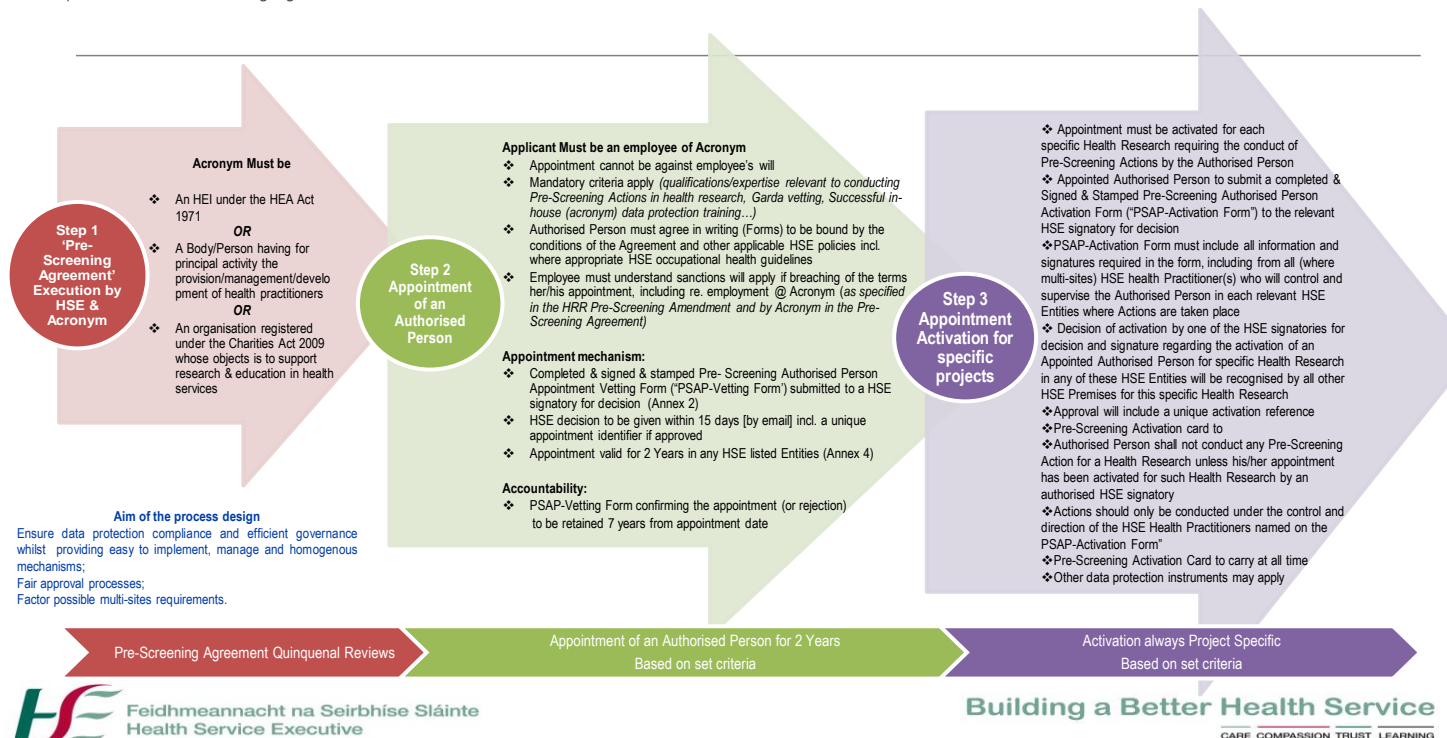 Step 1
'Pre-
Screening
Agreement'
Execution by
HSE &
Acronym
Acronym Must be
❖ An HEI under the HEA Act
1971
OR
❖ A Body/Person having for
principal activity the
provision/management/develo
pment of health practitioners
OR
❖ An organisation registered
under the Charities Act 2009
whose objects is to support
research & education in health
services
Aim of the process design
Ensure data protection compliance and efficient governance
whilst providing easy to implement, manage and homogenous
mechanisms;
Fair approval processes;
Factor possible multi-sites requirements.
Step 2
Appointment
of an
Authorised
Person
Applicant Must be an employee of Acronym
❖ Appointment cannot be against employee's will
❖ Mandatory criteria apply (qualifications/expertise relevant to conducting
Pre-Screening Actions in health research, Garda vetting, Successful in-
house (acronym) data protection training…)
❖ Authorised Person must agree in writing (Forms) to be bound by the
conditions of the Agreement and other applicable HSE policies incl.
where appropriate HSE occupational health guidelines
❖ Employee must understand sanctions will apply if breaching of the terms
her/his appointment, including re. employment @ Acronym (as specified
in the HRR Pre-Screening Amendment and by Acronym in the Pre-
Screening Agreement)
Appointment mechanism:
❖ Completed & signed & stamped Pre- Screening Authorised Person
Appointment Vetting Form ("PSAP-Vetting Form') submitted to a HSE
signatory for decision (Annex 2)
❖ HSE decision to be given within 15 days [by email] incl. a unique
appointment identifier if approved
❖ Appointment valid for 2 Years in any HSE listed Entities (Annex 4)
Accountability:
❖ PSAP-Vetting Form confirming the appointment (or rejection)
to be retained 7 years from appointment date
Step 3
Appointment
Activation for
specific
projects
❖ Appointment must be activated for each
specific Health Research requiring the conduct of
Pre-Screening Actions by the Authorised Person
❖ Appointed Authorised Person to submit a completed &
Signed & Stamped Pre-Screening Authorised Person
Activation Form ("PSAP-Activation Form") to the relevant
HSE signatory for decision
❖PSAP-Activation Form must include all information and
signatures required in the form, including from all (where
multi-sites) HSE health Practitioner(s) who will control and
supervise the Authorised Person in each relevant HSE
Entities where Actions are taken place
❖ Decision of activation by one of the HSE signatories for
decision and signature regarding the activation of an
Appointed Authorised Person for specific Health Research
in any of these HSE Entities will be recognised by all other
HSE Premises for this specific Health Research
❖Approval will include a unique activation reference
❖Pre-Screening Activation card to
❖Authorised Person shall not conduct any Pre-Screening
Action for a Health Research unless his/her appointment
has been activated for such Health Research by an
authorised HSE signatory
❖Actions should only be conducted under the control and
direction of the HSE Health Practitioners named on the
PSAP-Activation Form"
❖Pre-Screening Activation Card to carry at all time
❖Other data protection instruments may apply
Pre-Screening Agreement Quinquenal Reviews
Appointment of an Authorised Person for 2 Years
Based on set criteria
Activation always Project Specific
Based on set criteria
Feidhmeannacht na Seirbhíse Sláinte
Health Service Executive
Building a Better Health Service
CARE COMPASSION TRUST LEARNING